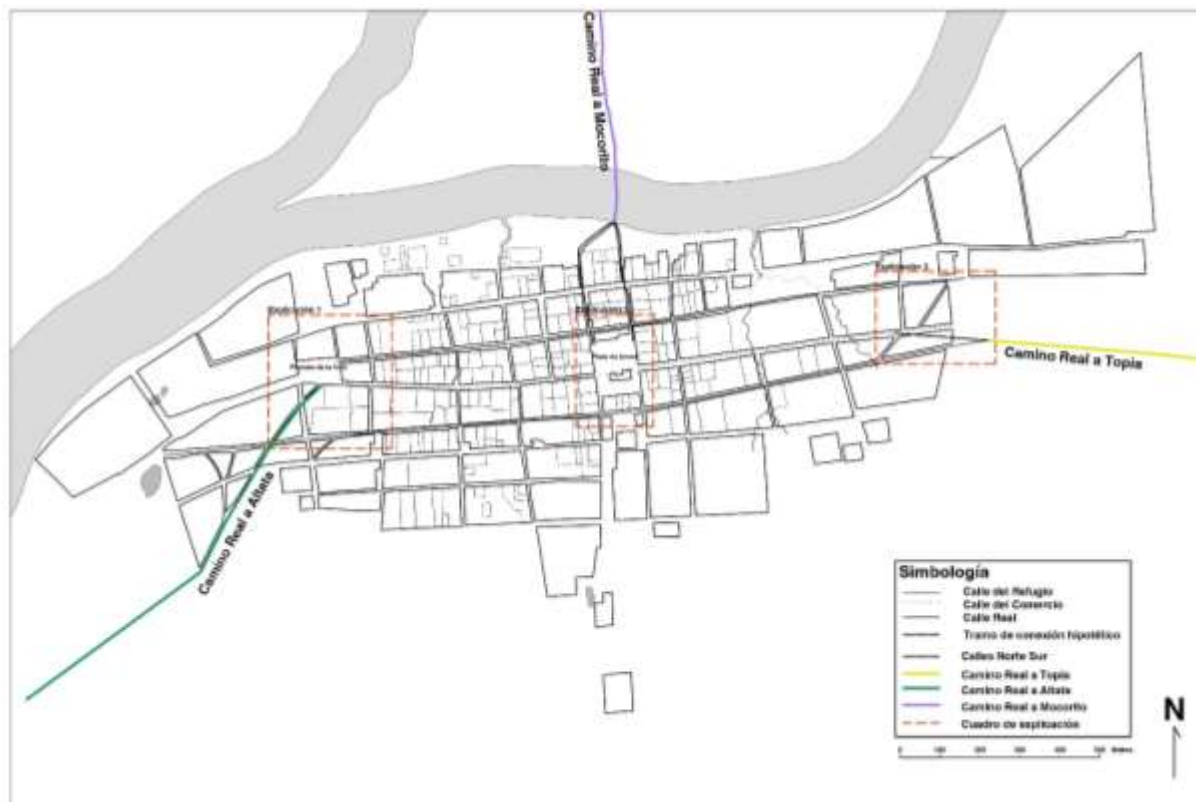 Camino Real a Mocorito
Camino Real a Topia
Camino Real a Altata
Simbología
Calle del Refugio
Calle del Comercio
Calle Real
Tramo de conexión hipotético
Calles Norte Sur
Camino Real a Topia
Camino Real a Altata
Camino Real a Mocorito
Cuadro de explicación
0
N